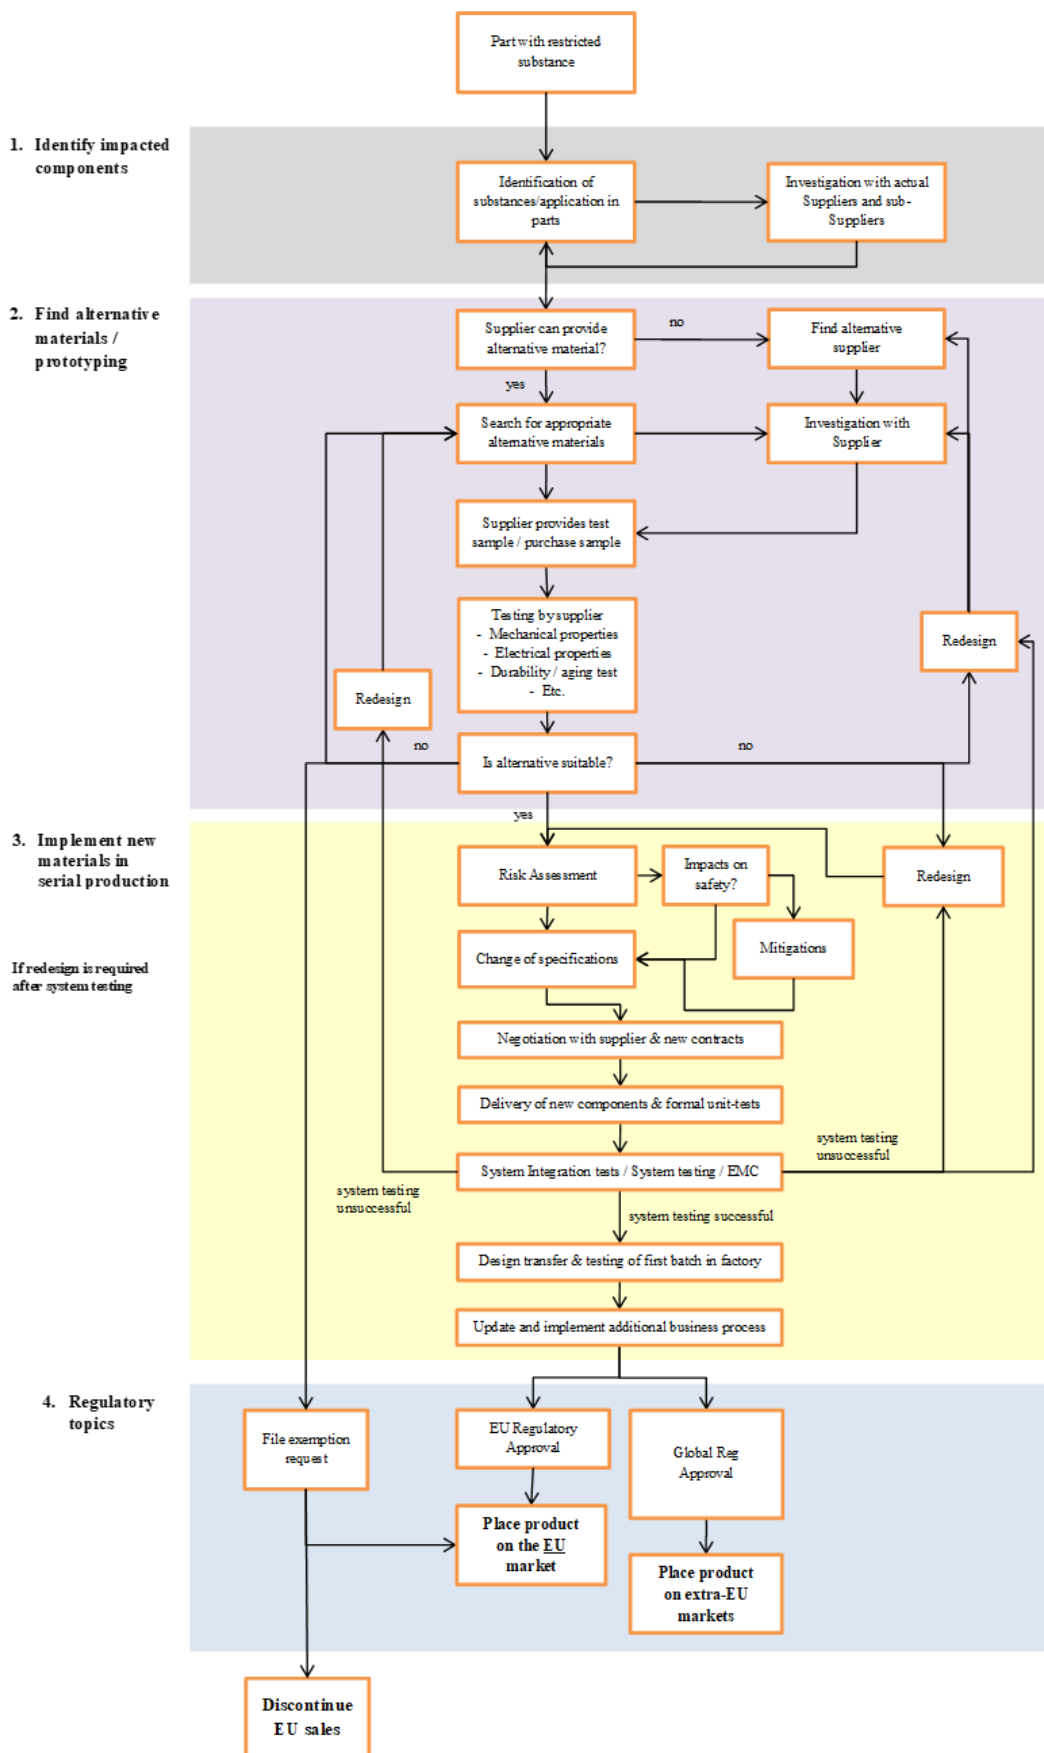 Part with restricted
substance
1. Identify impacted
components
Identification of
substances/application in
parts
Investigation with actual
Suppliers and sub-
Suppliers
2. Find alternative
materials /
prototyping
Supplier can provide
alternative material?
no
Find alternative
supplier
yes
Search for appropriate
alternative materials
Investigation with
Supplier
Supplier provides test
sample / purchase sample
Testing by supplier
- Mechanical properties
- Electrical properties
- Durability / aging test
- Etc.
Redesign
Redesign
no
Is alternative suitable?
no
yes
3. Implement new
materials in
serial production
Risk Assessment
Impacts on
safety?
Redesign
If redesign is required
after system testing
Change of specifications
Mitigations
Negotiation with supplier & new contracts
Delivery of new components & formal unit-tests
system testing
unsuccessful
System Integration tests / System testing / EMC
system testing
unsuccessful
system testing successful
Design transfer & testing of first batch in factory
Update and implement additional business process
4. Regulatory
topics
File exemption
request
EU Regulatory
Approval
Global Reg
Approval
Place product
on the EU
market
Place product
on extra-EU
markets
Discontinue
EU sales